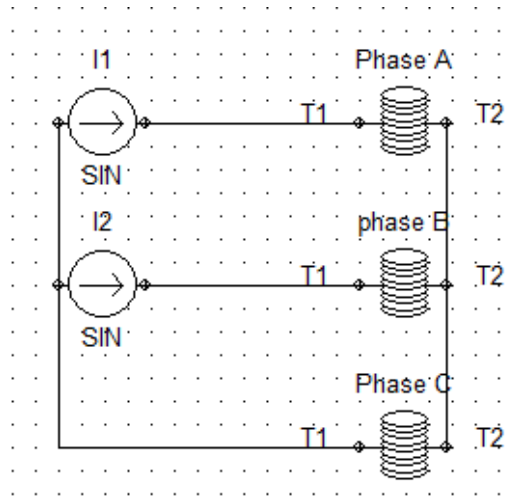 I1
Phase A
T1
T2
SIN
I2
phase B
T1
T2
SIN
Phase C
T1
T2